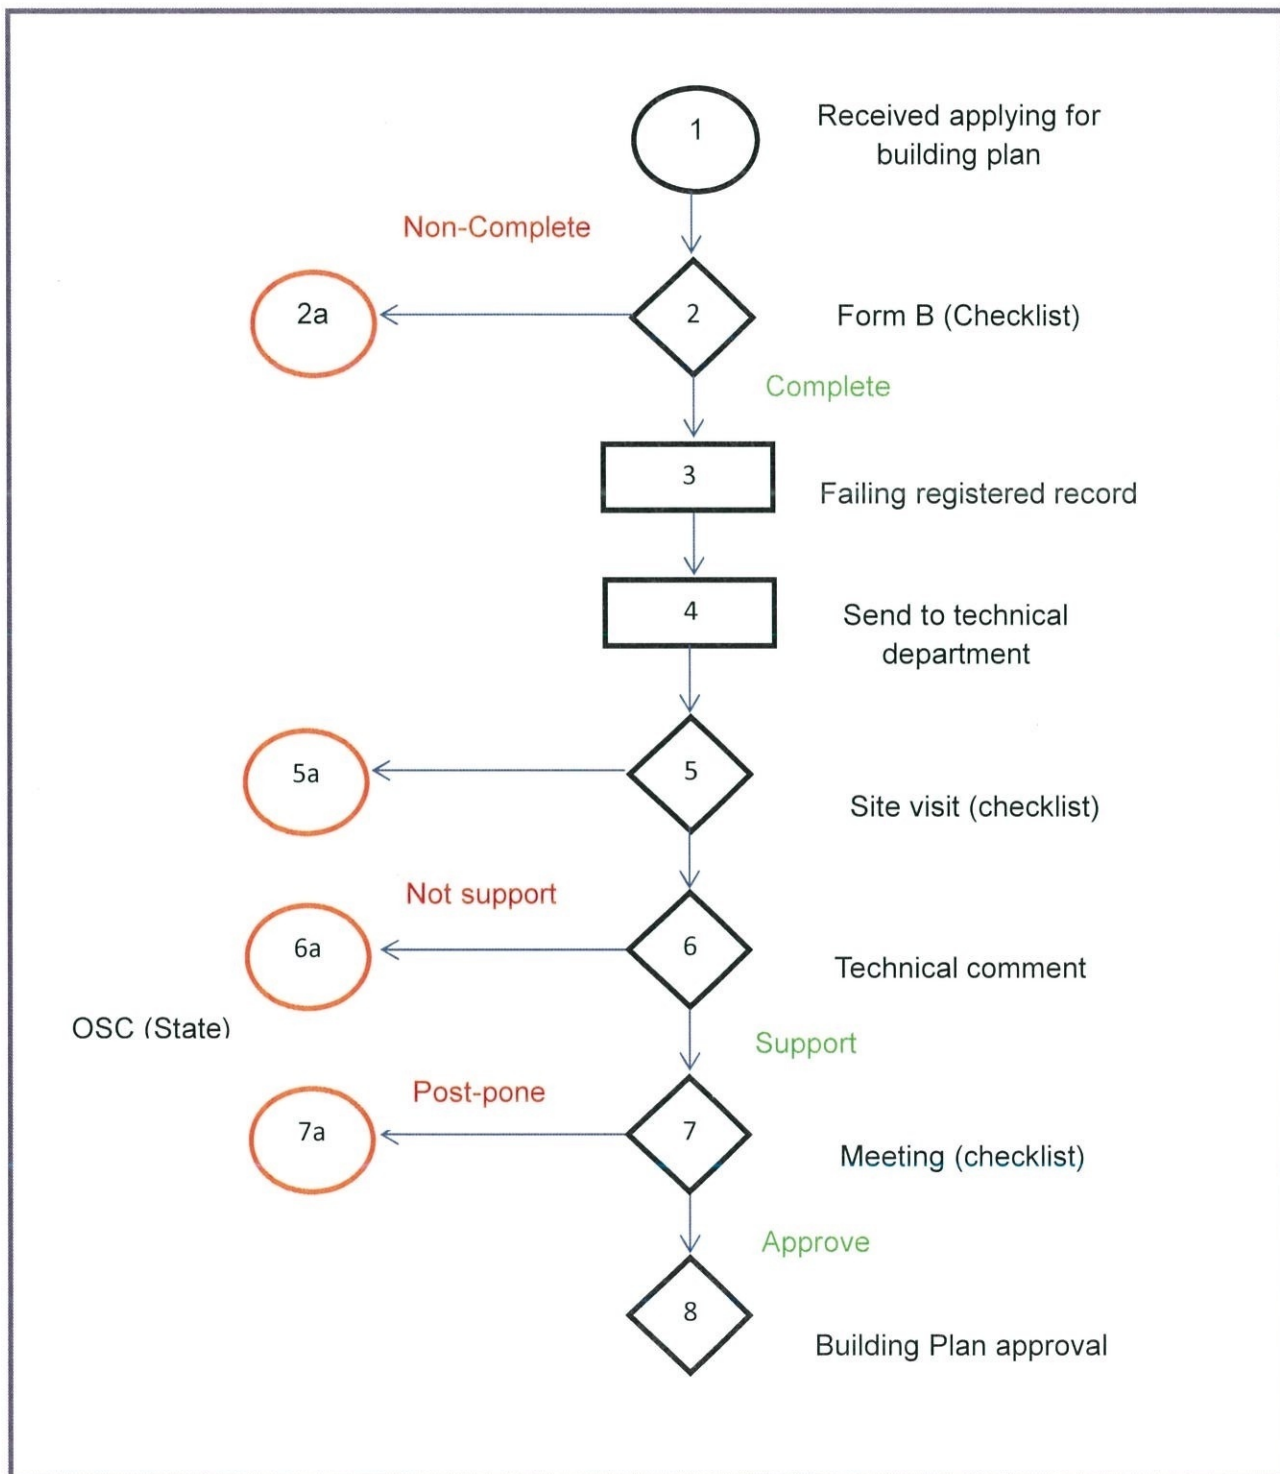 1
Received applying for
building plan
Non-Complete
2a
2
Form B (Checklist)
Complete
3
Failing registered record
4
Send to technical
department
5a
5
Site visit (checklist)
Not support
6a
6
Technical comment
OSC (State)
Support
Post-pone
7a
7
Meeting (checklist)
Approve
8
Building Plan approval